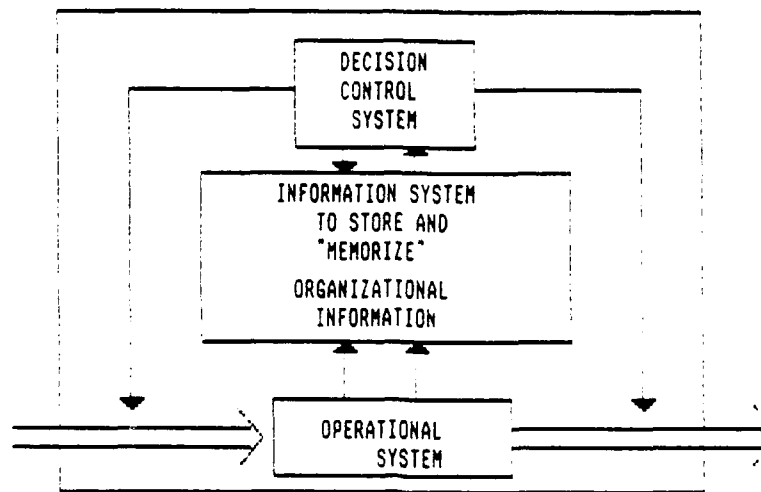 DECISION
CONTROL
SYSTEM
INFORMATION SYSTEM
TO STORE AND
"MEMORIZE"
ORGANIZATIONAL
INFORMATION
OPERATIONAL
SYSTEM